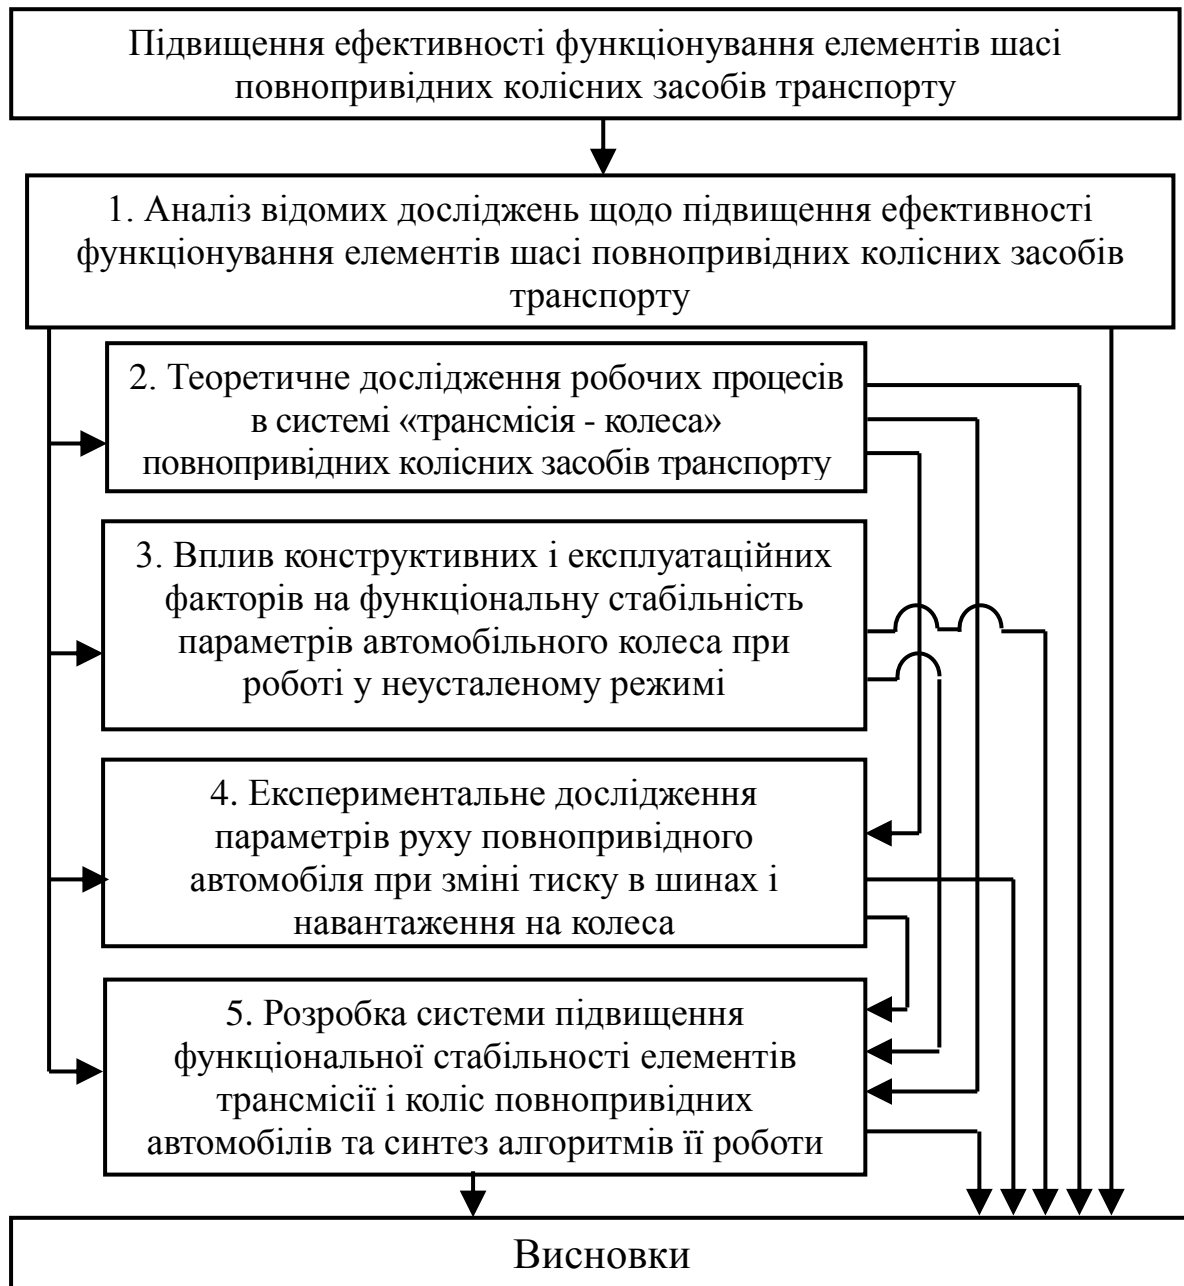 Підвищення ефективності функціонування елементів шасі
повнопривідних колісних засобів транспорту
1. Аналіз відомих досліджень щодо підвищення ефективності
функціонування елементів шасі повнопривідних колісних засобів
транспорту
2. Теоретичне дослідження робочих процесів
в системі «трансмісія - колеса»
повнопривідних колісних засобів транспорту
3. Вплив конструктивних і експлуатаційних
факторів на функціональну стабільність
параметрів автомобільного колеса при
роботі у неусталеному режимі
4. Експериментальне дослідження
параметрів руху повнопривідного
автомобіля при зміні тиску в шинах і
навантаження на колеса
5. Розробка системи підвищення
функціональної стабільності елементів
трансмісії і коліс повнопривідних
автомобілів та синтез алгоритмів її роботи
Висновки